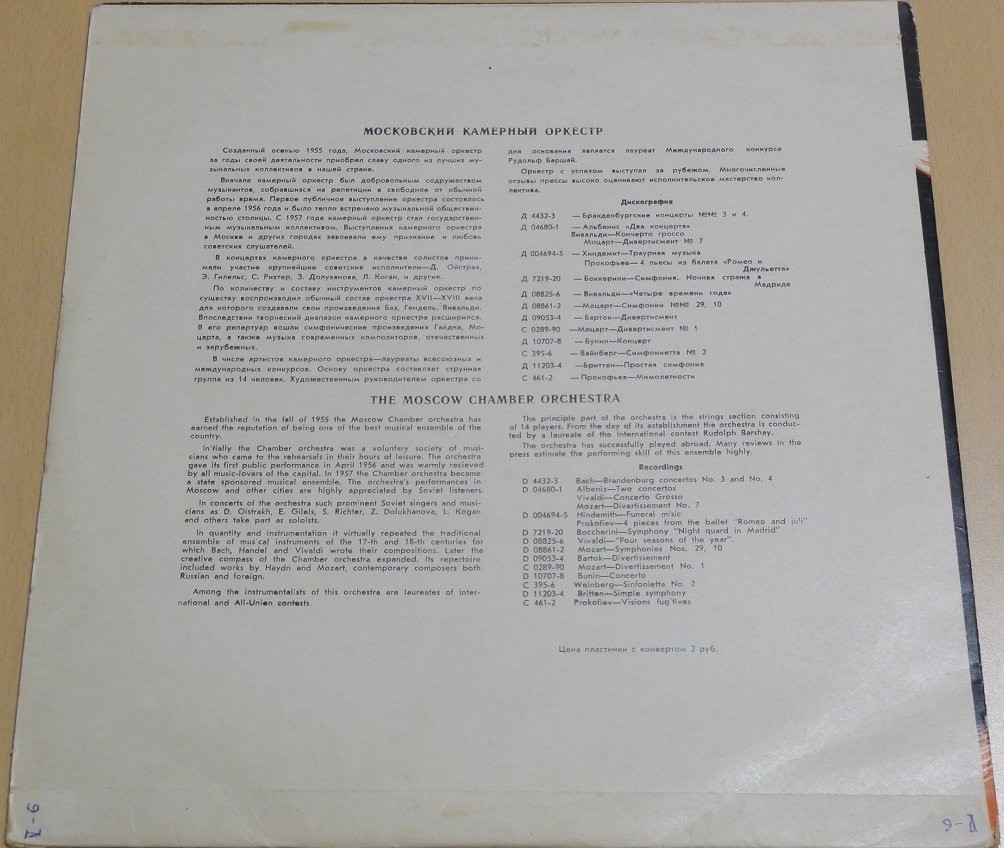 МОСКОВСКИЙ КАМЕРНЫЙ ОРКЕСТР
Созданный осенью 1955 года, Московский камерный оркестр
за годы своей деятельности приобрел славу одного из лучших му-
зыкальных коллективов в нашей стране.
Вначале камерный оркестр был добровольным содружеством
музыкантов, собравшихся на репетиции в свободное от обычной
работы время. Первое публичное выступление оркестра состоялось
в апреле 1956 года и было тепло встречено музыкальной обществен-
ностью столицы. С 1957 года камерный оркестр стал государствен-
ным музыкальным коллективом. Выступления камерного оркестра
в Москве и других городах завоевали ему признание и любовь
советских слушателей.
В концертах камерного оркестра в качестве солистов прини-
мали участие крупнейшие советские исполнители—Д. Ойстрах,
Э. Гилельс, С. Рихтер, З. Долуханова, Л. Коган, и другие.
По количеству и составу инструментов камерный оркестр по
существу воспроизводил обычный состав оркестра XVII—XVIII века
для которого создавали свои произведения Бах, Гендель, Вивальди.
Впоследствии творческий диапазон камерного оркестра расширился.
В его репертуар вошли симфонические произведения Гайдна, Мо-
царта, а также музыка современных композиторов, отечественных
и зарубежных.
В числе артистов камерного оркестра—лауреаты всесоюзных и
международных конкурсов. Основу оркестра составляет струнная
группа из 14 человек. Художественным руководителем оркестра со
дня основания является лауреат Международного конкурса
Рудольф Баршай.
Оркестр с успехом выступал за рубежом. Многочисленные
отзывы прессы высоко оценивают исполнительское мастерство кол-
лектива.
Дискография
Д 4432-3 —Бранденбургские концерты №№ 3 и 4.
Д 04680-1 —Альбинис «Два концерта»
Вивальди—Кончерто гроссо
Моцарт—Дивертисмент № 7
Д 004694-5 —Хиндемит—Траурная музыка
Прокофьев—4 пьесы из балета «Ромео и
Джульетта»
Д 7219-20 —Боккерини—Симфония. Ночная стража в
Мадриде
Д 08825-6 —Вивальди—«Четыре времени года»
Д 08861-2 —Моцарт—Симфонии №№ 29, 10
Д 09053-4 —Барток—Дивертисмент
С 0289-90 —Моцарт—Дивертисмент № 1
Д 10707-8 —Бунин—Концерт
С 395-6 —Вайнберг—Симфониетта № 2
Д 11203-4 —Бриттен—Простая симфония
С 461-2 —Прокофьев—Мимолетности
THE MOSCOW CHAMBER ORCHESTRA
Established in the fall of 1955 the Moscow Chamber orchestra has
earned the reputation of being one of the best musical ensemble of the
country.
Initially the Chamber orchestra was a voluntary society of musi-
cians who came to the rehearsals in their hours of leisure. The orchestra
gave its first public performance in April 1956 and was warmly recieved
by all music-lovers of the capital. In 1957 the Chamber orchestra became
a state sponsored musical ensemble. The orchestra's performances in
Moscow and other cities are highly appreciated by Soviet listeners.
In concerts of the orchestra such prominent Soviet singers and musi-
cians as D. Oistrakh, E. Gilels, S. Richter, Z. Dolukhanova, L. Kogan
and others take part as soloists.
In quantity and instrumentation it virtually repeated the traditional
ensemble of musical instruments of the 17-th and 18-th centuries for
which Bach, Handel and Vivaldi wrote their compositions. Later the
creative compass of the Chamber orchestra expanded. Its repertoire
included works by Haydn and Mozart, contemporary composers both
Russian and foreign.
Among the instrumentalists of this orchestra are laureates of inter-
national and All-Union contests.
The principle part of the orchestra is the strings section consisting
of 14 players. From the day of its establishment the orchestra is conduc-
ted by a laureate of the International contest Rudolph Barshay.
The orchestra has successfully played abroad. Many reviews in the
press estimate the performing skill of this ensemble highly.
Recordings
D 4432-3 Bach—Brandenburg concertos No. 3 and No. 4
D 04680-1 Albeniz—Two concertos
Vivaldi—Concerto Grosso
Mozart—Divertissement No. 7
D 004694-5 Hindemith—Funeral misic
Prokofiev—4 pieces from the ballet "Romeo and juli"
D 7219-20 Boccherini—Symphony "Night quard in Madrid"
D 08825-6 Vivaldi—"Four seasons of the year".
D 08861-2 Mozart—Symphonies Nos. 29, 10
D 09053-4 Bartok—Divertissement
C 0289-90 Mozart—Divertissement No. 1
D 10707-8 Bunin—Concerto
C 395-6 Weinberg—Sinfonietta No. 2
D 11203-4 Britten—Simple symphony
C 461-2 Prokofiev—Visions fugitives
Цена пластинки с конвертом 2 руб.
9-V